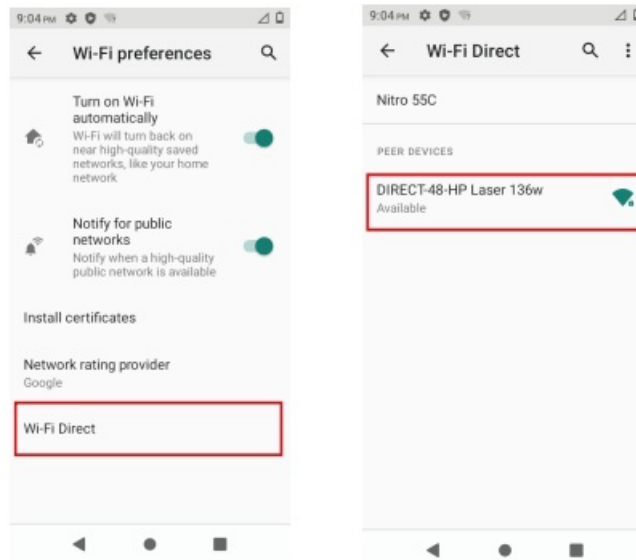 9:04 PM
Wi-Fi preferences
Turn on Wi-Fi
automatically
Wi-Fi will turn back on
near high-quality saved
networks, like your home
network
Notify for public
networks
Notify when a high-quality
public network is available
Install certificates
Network rating provider
Google
Wi-Fi Direct
9:04 PM
Wi-Fi Direct
Nitro 55C
PEER DEVICES
DIRECT-48-HP Laser 136w
Available